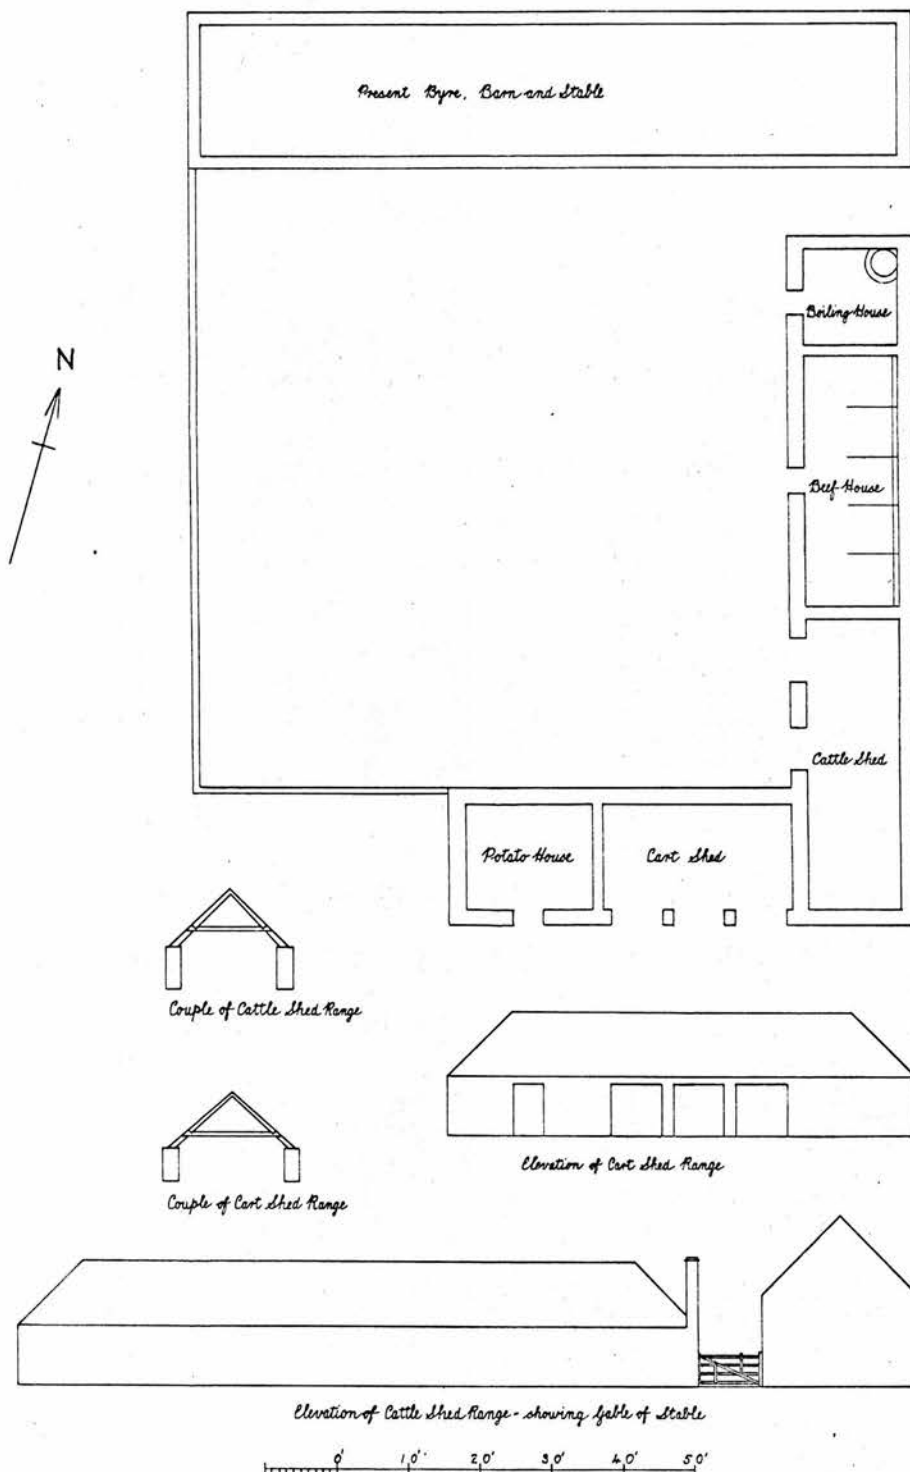 Present Byre, Barn and Stable
N
Boiling House
Beef House
Cattle Shed
Potato House
Cart Shed
Couple of Cattle Shed Range
Couple of Cart Shed Range
Elevation of Cart Shed Range
Elevation of Cattle Shed Range - showing Gable of Stable
0' 10' 20' 30' 40' 50'